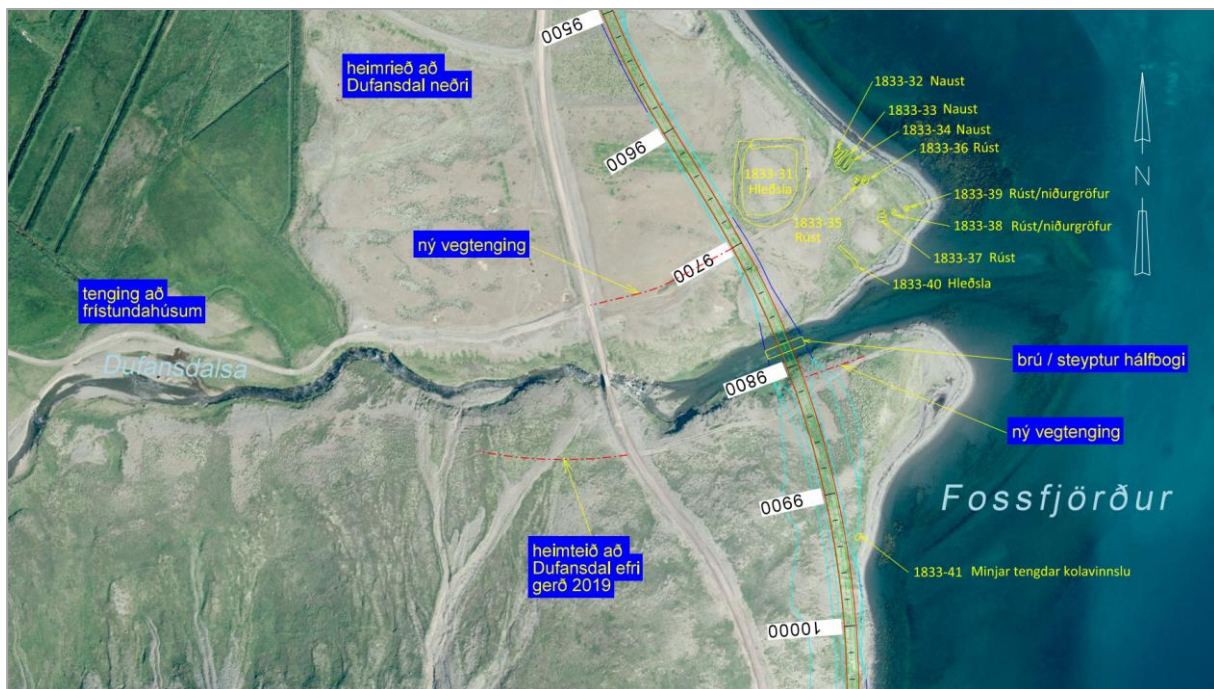 9500
heimrieð að
Dufansdal neðri
9600
1833-32 Naust
1833-33 Naust
1833-34 Naust
1833-36 Rúst
1833-31
Hleðsla
1833-39 Rúst/niðurgröfur
1833-35
Rúst
1833-38 Rúst/niðurgröfur
1833-37 Rúst
1833-40 Hleðsla
N
ný vegtenging
9700
tenging að
frístundahúsum
Dufansdalsa
brú / steyptur hálfbogi
9800
ný vegtenging
Fossfjörður
9900
heimteið að
Dufansdal efri
gerð 2019
1833-41 Minjar tengdar kolavinnslu
10000